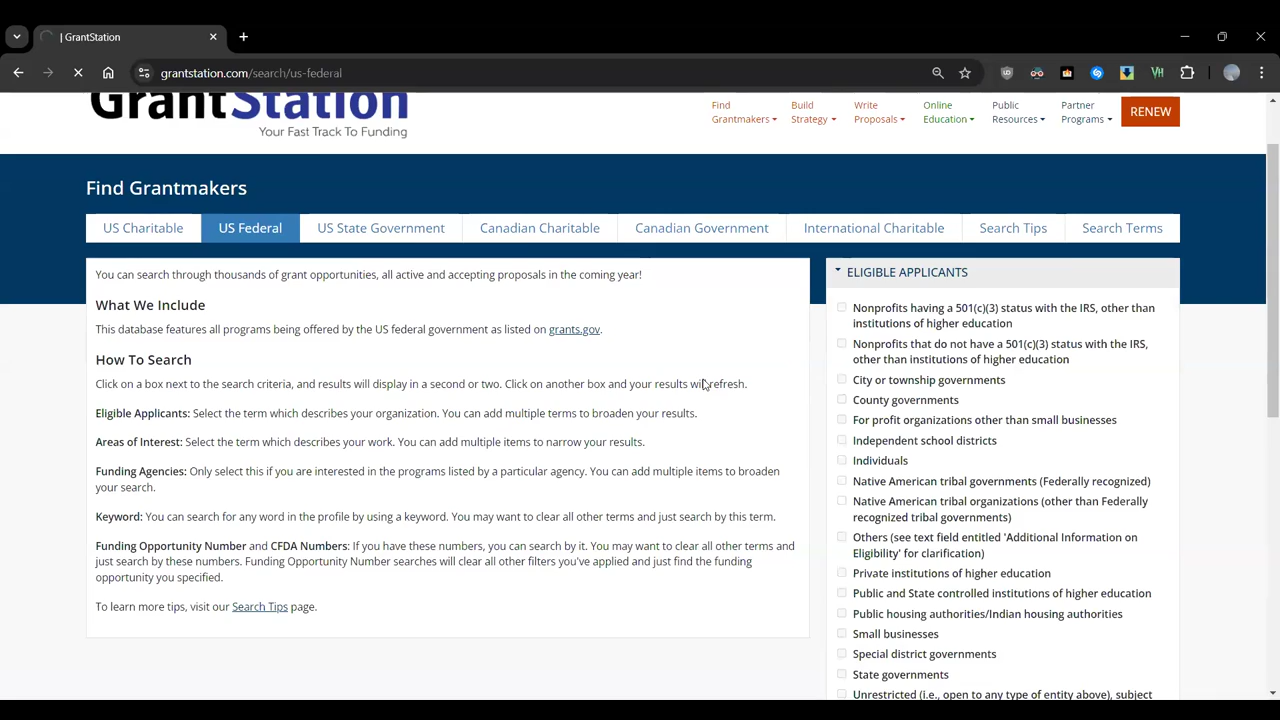 | GrantStation
grantstation.com/search/us-federal
GrantStation
Your Fast Track To Funding
Find
Grantmakers
Build
Strategy
Write
Proposals
Online
Education
Public
Resources
Partner
Programs
RENEW
Find Grantmakers
US Charitable
US Federal
US State Government
Canadian Charitable
Canadian Government
International Charitable
Search Tips
Search Terms
You can search through thousands of grant opportunities, all active and accepting proposals in the coming year!
What We Include
This database features all programs being offered by the US federal government as listed on grants.gov.
How To Search
Click on a box next to the search criteria, and results will display in a second or two. Click on another box and your results will refresh.
Eligible Applicants: Select the term which describes your organization. You can add multiple terms to broaden your results.
Areas of Interest: Select the term which describes your work. You can add multiple items to narrow your results.
Funding Agencies: Only select this if you are interested in the programs listed by a particular agency. You can add multiple items to broaden
your search.
Keyword: You can search for any word in the profile by using a keyword. You may want to clear all other terms and just search by this term.
Funding Opportunity Number and CFDA Numbers: If you have these numbers, you can search by it. You may want to clear all other terms and
just search by these numbers. Funding Opportunity Number searches will clear all other filters you've applied and just find the funding
opportunity you specified.
To learn more tips, visit our Search Tips page.
ELIGIBLE APPLICANTS
Nonprofits having a 501(c)(3) status with the IRS, other than
institutions of higher education
Nonprofits that do not have a 501(c)(3) status with the IRS,
other than institutions of higher education
City or township governments
County governments
For profit organizations other than small businesses
Independent school districts
Individuals
Native American tribal governments (Federally recognized)
Native American tribal organizations (other than Federally
recognized tribal governments)
Others (see text field entitled 'Additional Information on
Eligibility' for clarification)
Private institutions of higher education
Public and State controlled institutions of higher education
Public housing authorities/Indian housing authorities
Small businesses
Special district governments
State governments
Unrestricted (i.e., open to any type of entity above), subject